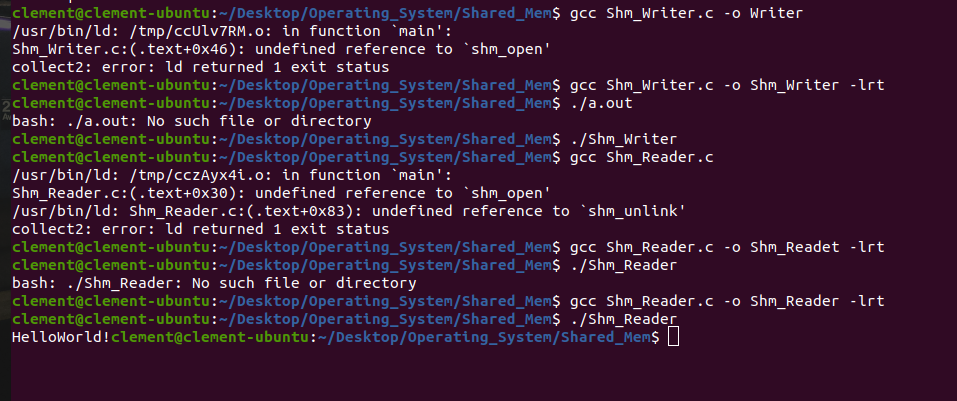 clement@clement-ubuntu:~/Desktop/Operating_System/Shared_Mem$ gcc Shm_Writer.c -o Writer
/usr/bin/ld: /tmp/ccUlv7RM.o: in function `main':
Shm_Writer.c:(.text+0x46): undefined reference to `shm_open'
collect2: error: ld returned 1 exit status
clement@clement-ubuntu:~/Desktop/Operating_System/Shared_Mem$ gcc Shm_Writer.c -o Shm_Writer -lrt
clement@clement-ubuntu:~/Desktop/Operating_System/Shared_Mem$ ./a.out
bash: ./a.out: No such file or directory
clement@clement-ubuntu:~/Desktop/Operating_System/Shared_Mem$ ./Shm_Writer
clement@clement-ubuntu:~/Desktop/Operating_System/Shared_Mem$ gcc Shm_Reader.c
/usr/bin/ld: /tmp/cczAyx4i.o: in function `main':
Shm_Reader.c:(.text+0x30): undefined reference to `shm_open'
/usr/bin/ld: Shm_Reader.c:(.text+0x83): undefined reference to `shm_unlink'
collect2: error: ld returned 1 exit status
clement@clement-ubuntu:~/Desktop/Operating_System/Shared_Mem$ gcc Shm_Reader.c -o Shm_Readet -lrt
clement@clement-ubuntu:~/Desktop/Operating_System/Shared_Mem$ ./Shm_Reader
bash: ./Shm_Reader: No such file or directory
clement@clement-ubuntu:~/Desktop/Operating_System/Shared_Mem$ gcc Shm_Reader.c -o Shm_Reader -lrt
clement@clement-ubuntu:~/Desktop/Operating_System/Shared_Mem$ ./Shm_Reader
HelloWorld!clement@clement-ubuntu:~/Desktop/Operating_System/Shared_Mem$